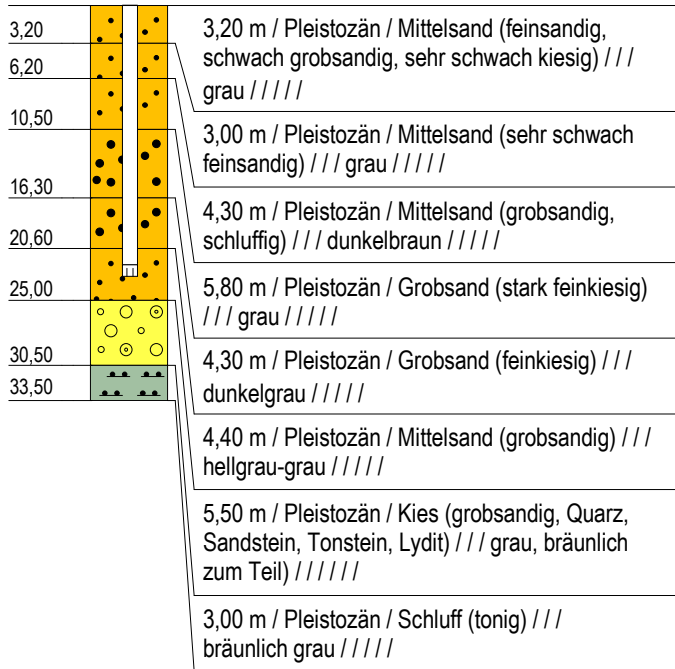 3,20
6,20
10,50
16,30
20,60
25,00
30,50
33,50
3,20 m / Pleistozän / Mittelsand (feinsandig,
schwach grobsandig, sehr schwach kiesig) / / /
grau / / / / /
3,00 m / Pleistozän / Mittelsand (sehr schwach
feinsandig) / / / grau / / / / /
4,30 m / Pleistozän / Mittelsand (grobsandig,
schluffig) / / / dunkelbraun / / / / /
5,80 m / Pleistozän / Grobsand (stark feinkiesig)
/ / / grau / / / / /
4,30 m / Pleistozän / Grobsand (feinkiesig) / / /
dunkelgrau / / / / /
4,40 m / Pleistozän / Mittelsand (grobsandig) / / /
hellgrau-grau / / / / /
5,50 m / Pleistozän / Kies (grobsandig, Quarz,
Sandstein, Tonstein, Lydit) / / / grau, bräunlich
zum Teil) / / / / / /
3,00 m / Pleistozän / Schluff (tonig) / / /
bräunlich grau / / / / /